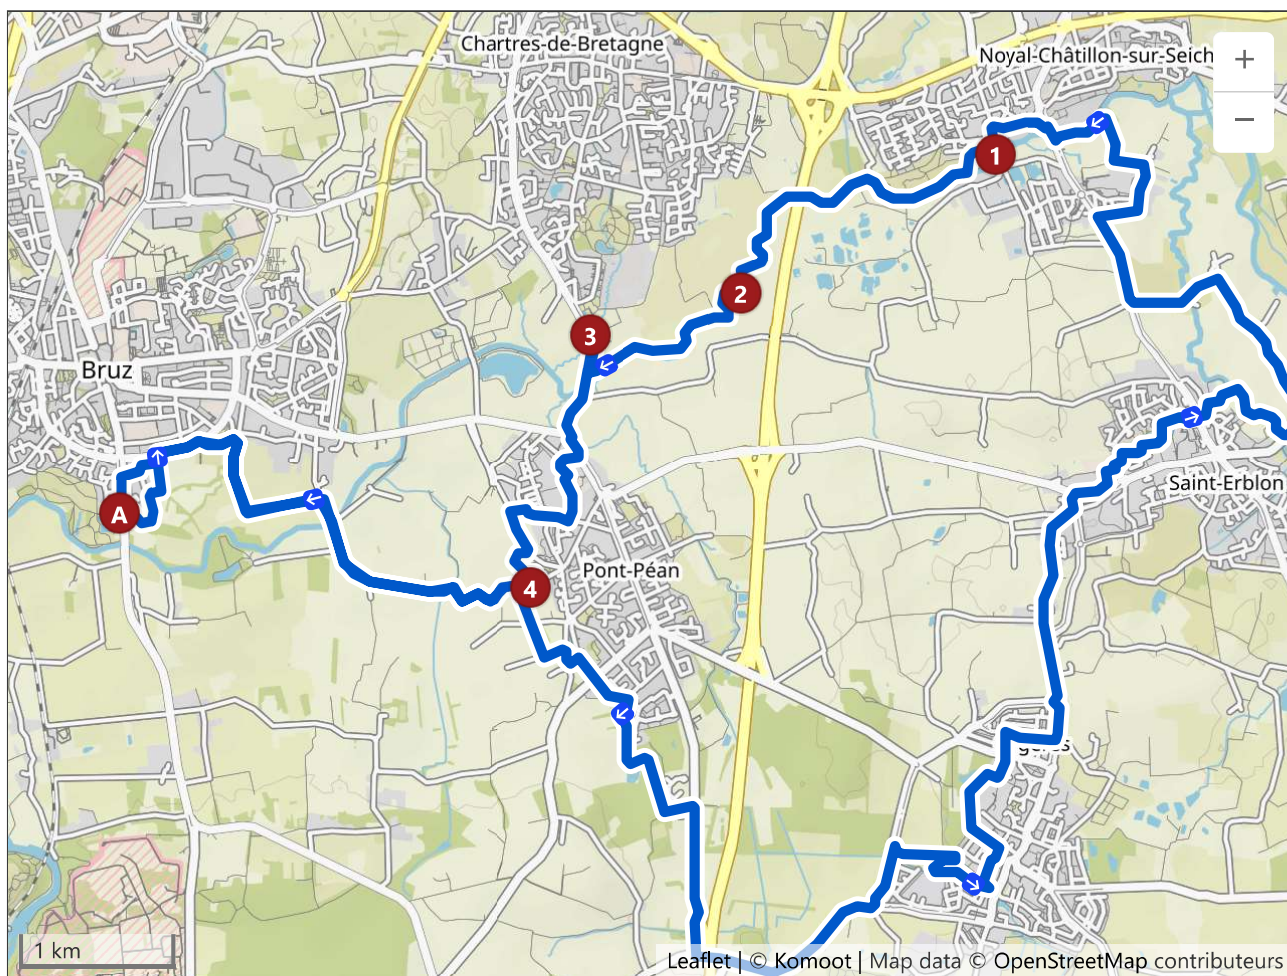 Chartres-de-Bretagne
Noyal-Châtillon-sur-Seich
+
−
1
2
3
Bruz
Saint-Erblon
A
Pont-Péan
4
1 km
Leaflet | © Komoot | Map data © OpenStreetMap contributeurs